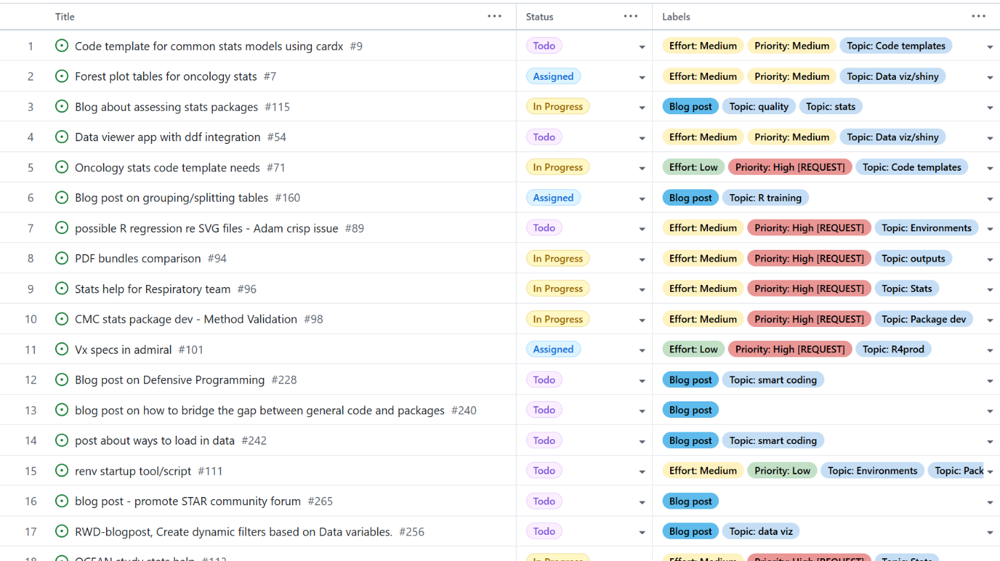 Title ... Status ... Labels ...
1 Code template for common stats models using cardx #9 Todo Effort: Medium Priority: Medium Topic: Code templates
2 Forest plot tables for oncology stats #7 Assigned Effort: Medium Priority: Medium Topic: Data viz/shiny
3 Blog about assessing stats packages #115 In Progress Blog post Topic: quality Topic: stats
4 Data viewer app with ddf integration #54 Todo Effort: Medium Priority: Medium Topic: Data viz/shiny
5 Oncology stats code template needs #71 In Progress Effort: Low Priority: High [REQUEST] Topic: Code templates
6 Blog post on grouping/splitting tables #160 Assigned Blog post Topic: R training
7 possible R regression re SVG files - Adam crisp issue #89 Todo Effort: Medium Priority: High [REQUEST] Topic: Environments
8 PDF bundles comparison #94 In Progress Effort: Medium Priority: High [REQUEST] Topic: outputs
9 Stats help for Respiratory team #96 In Progress Effort: Medium Priority: High [REQUEST] Topic: Stats
10 CMC stats package dev - Method Validation #98 In Progress Effort: Medium Priority: High [REQUEST] Topic: Package dev
11 Vx specs in admiral #101 Assigned Effort: Low Priority: High [REQUEST] Topic: R4prod
12 Blog post on Defensive Programming #228 Todo Blog post Topic: smart coding
13 blog post on how to bridge the gap between general code and packages #240 Todo Blog post
14 post about ways to load in data #242 Todo Blog post Topic: smart coding
15 renv startup tool/script #111 Todo Effort: Medium Priority: Low Topic: Environments Topic: Pack
16 blog post - promote STAR community forum #265 Todo Blog post
17 RWD-blogpost, Create dynamic filters based on Data variables. #256 Todo Blog post Topic: data viz
18 OCEAN study stats help In Progress Effort: Medium Priority: High [REQUEST] Topic: Stats